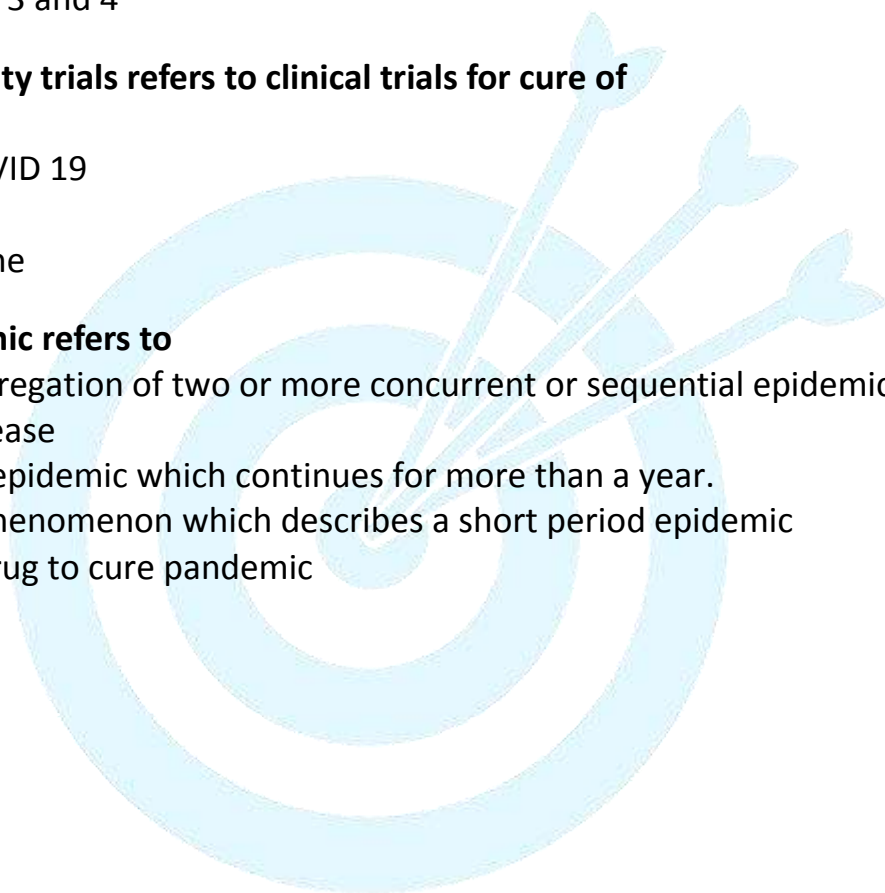 3 and 4
ty trials refers to clinical trials for cure of
VID 19
ne
nic refers to
regation of two or more concurrent or sequential epidemic
ease
epidemic which continues for more than a year.
henomenon which describes a short period epidemic
rug to cure pandemic